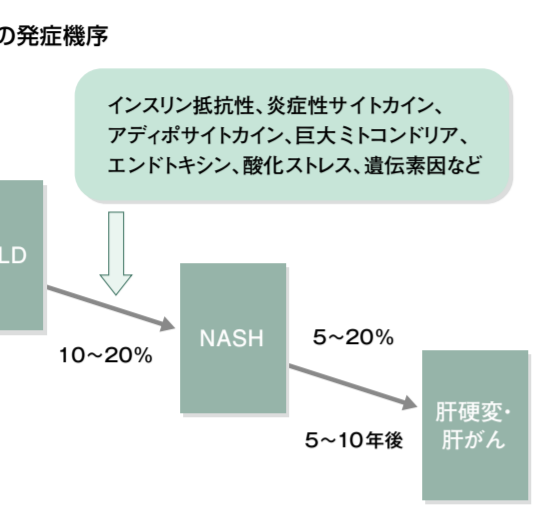 の発症機序
インスリン抵抗性、炎症性サイトカイン、
アディポサイトカイン、巨大ミトコンドリア、
エンドトキシン、酸化ストレス、遺伝素因など
LD
10〜20%
NASH
5〜20%
5〜10年後
肝硬変・
肝がん